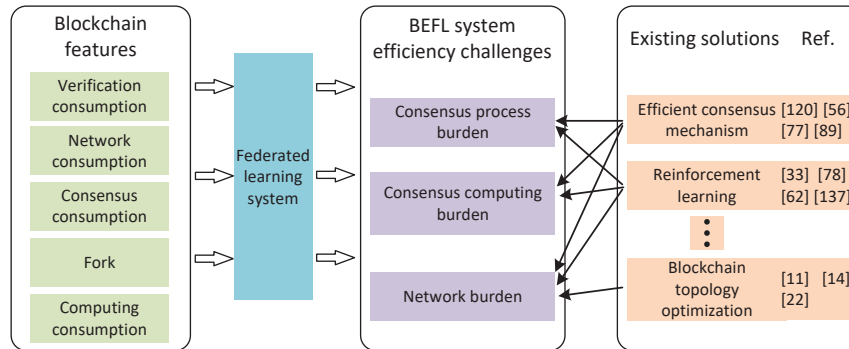 Blockchain
features
Verification
consumption
Network
consumption
Consensus
consumption
Fork
Computing
consumption
Federated
learning
system
BEFL system
efficiency challenges
Consensus process
burden
Consensus computing
burden
Network burden
Existing solutions Ref.
Efficient consensus [120] [56]
mechanism [77] [89]
Reinforcement [33] [78]
learning [62] [137]
Blockchain
topology [11] [14]
optimization [22]